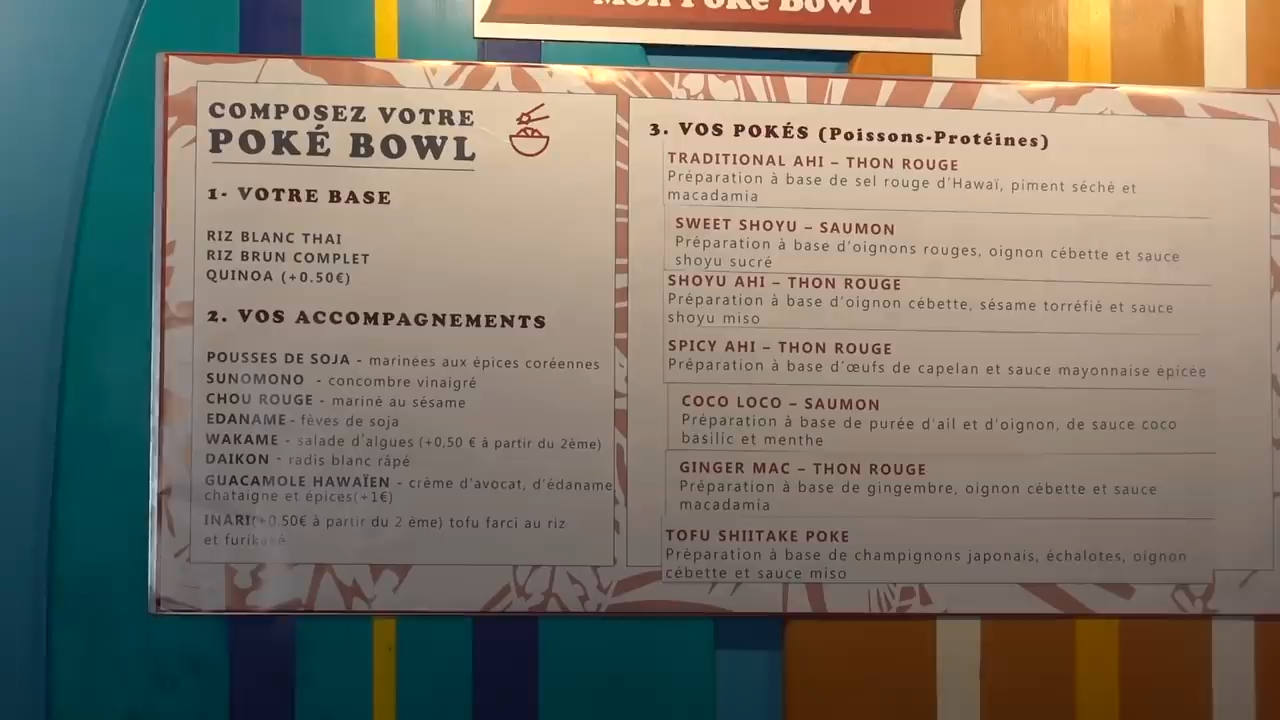 Mon Poke Bowl
COMPOSEZ VOTRE
POKÉ BOWL
1- VOTRE BASE
RIZ BLANC THAI
RIZ BRUN COMPLET
QUINOA (+0.50€)
2. VOS ACCOMPAGNEMENTS
POUSSES DE SOJA - marinées aux épices coréennes
SUNOMONO - concombre vinaigré
CHOU ROUGE - mariné au sésame
EDANAME - fèves de soja
WAKAME - salade d'algues (+0,50 € à partir du 2ème)
DAIKON - radis blanc râpé
GUACAMOLE HAWAÏEN - crème d'avocat, d'édaname
chataigne et épices(+1€)
INARI(+0.50€ à partir du 2 ème) tofu farci au riz
et furikaké
3. VOS POKÉS (Poissons-Protéines)
TRADITIONAL AHI – THON ROUGE
Préparation à base de sel rouge d'Hawaï, piment séché et
macadamia
SWEET SHOYU – SAUMON
Préparation à base d'oignons rouges, oignon cébette et sauce
shoyu sucré
SHOYU AHI – THON ROUGE
Préparation à base d'oignon cébette, sésame torréfié et sauce
shoyu miso
SPICY AHI – THON ROUGE
Préparation à base d'œufs de capelan et sauce mayonnaise épicée
COCO LOCO – SAUMON
Préparation à base de purée d'ail et d'oignon, de sauce coco
basilic et menthe
GINGER MAC – THON ROUGE
Préparation à base de gingembre, oignon cébette et sauce
macadamia
TOFU SHIITAKE POKE
Préparation à base de champignons japonais, échalotes, oignon
cébette et sauce miso